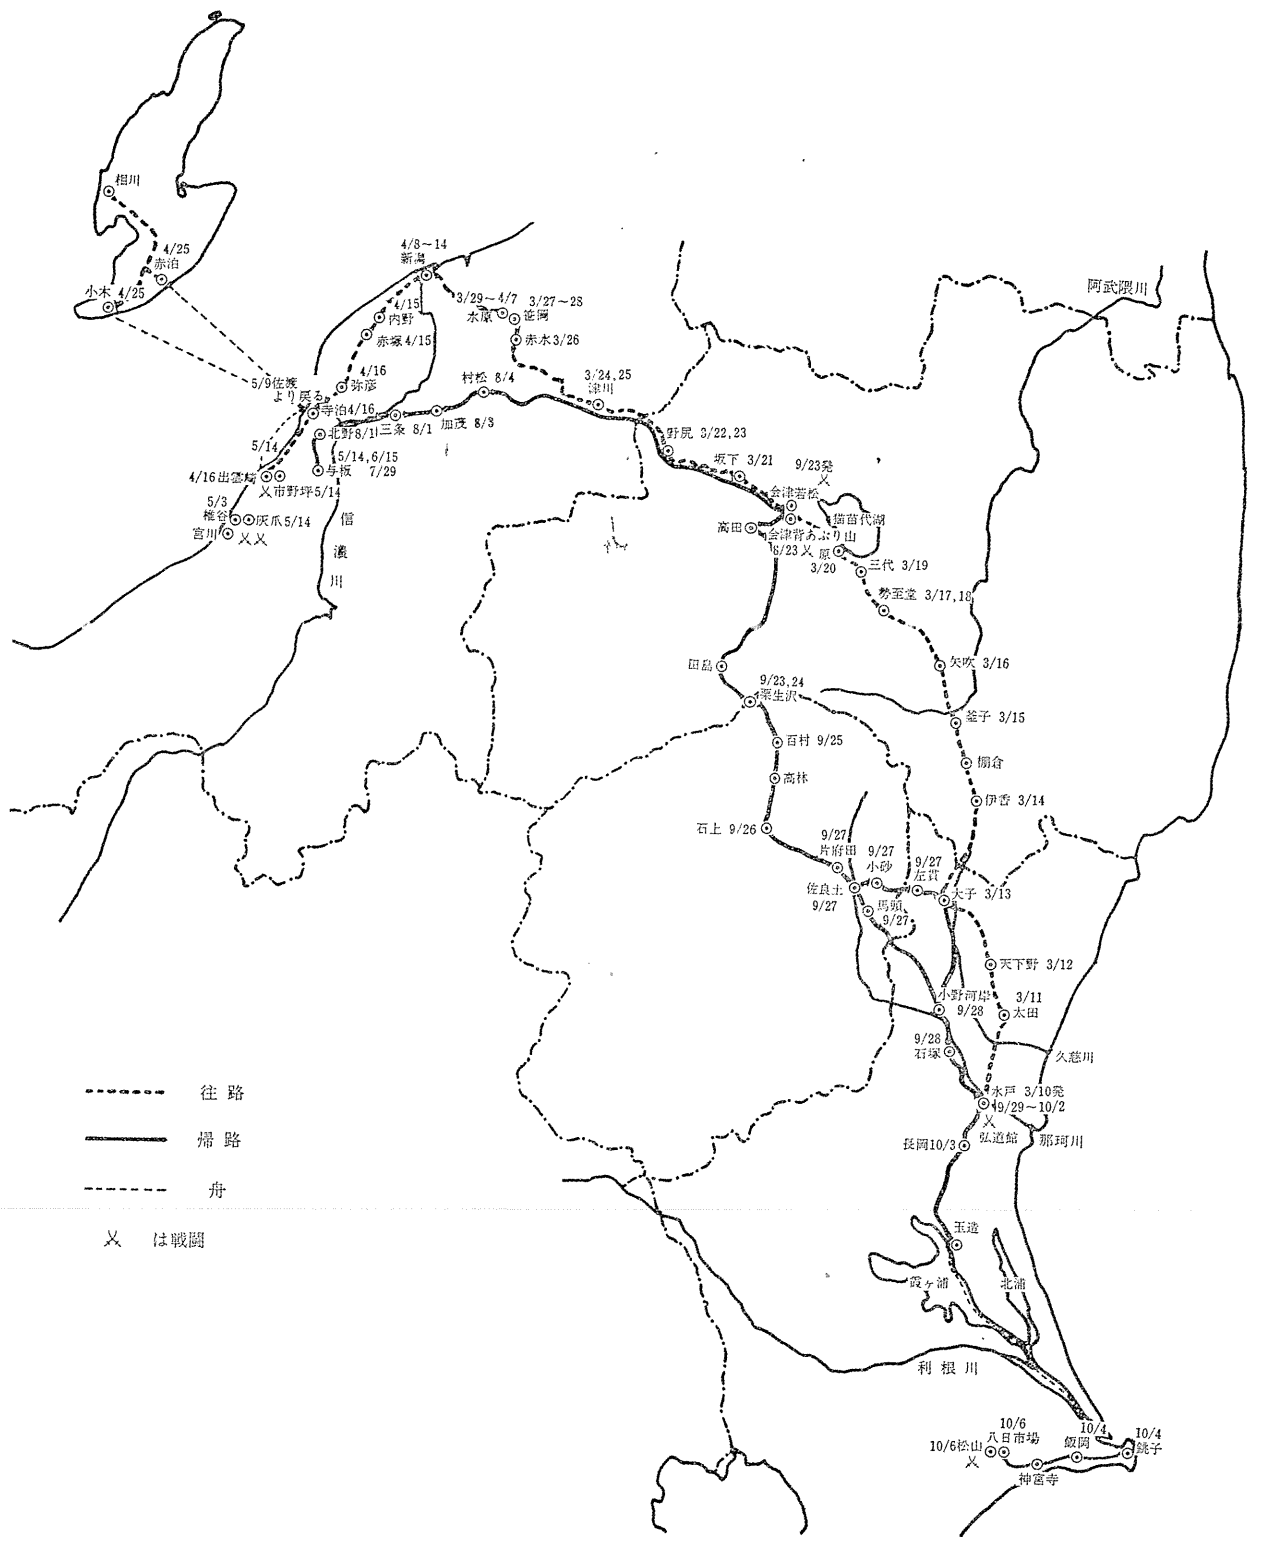 相川
4/25
赤泊
小木 4/25
4/8～14
新潟
3/29～4/7
水原
3/27～28
笹岡
4/15
内野
赤塚4/15
赤水3/26
4/16
弥彦
5/9佐渡
より戻る
寺泊4/16
村松 8/4
3/24,25
津川
北野8/1
三条 8/1
加茂 8/3
5/14
5/14,6/15
与板 7/29
4/16出雲崎
市野坪5/14
5/3
椎谷
灰爪5/14
宮川
信濃川
野尻 3/22,23
坂下 3/21
9/23発
会津若松
猪苗代湖
高田
会津背あぶり山
8/23
原
3/20
三代 3/19
勢至堂 3/17,18
阿武隈川
矢吹 3/16
田島
9/23,24
栗生沢
釜子 3/15
百村 9/25
棚倉
高林
伊香 3/14
石上 9/26
9/27
片府田
9/27
小砂
9/27
左貫
佐良土
9/27
馬頭
9/27
大子 3/13
天下野 3/12
小野河岸
9/28
3/11
太田
9/28
石塚
久慈川
水戸 3/10発
9/29～10/2
弘道館
那珂川
長岡10/3
往路
帰路
舟
は戦闘
玉造
霞ヶ浦
北浦
利根川
10/6
八日市場
10/6松山
10/4
飯岡
10/4
銚子
神宮寺